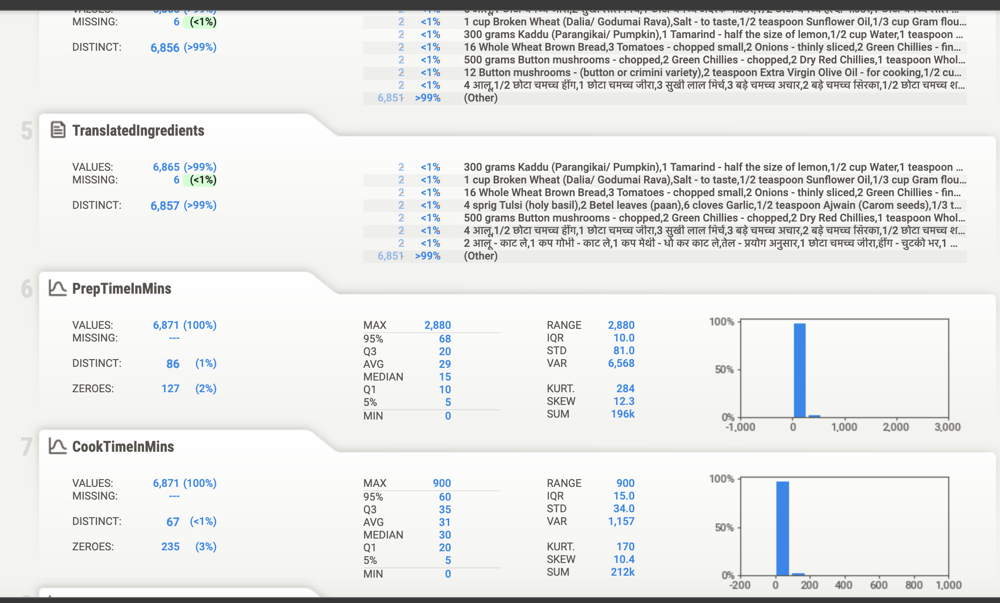 MISSING: 6 (<1%)
DISTINCT: 6,856 (>99%)
2 <1% 1 cup Broken Wheat (Dalia/ Godumai Rava),Salt - to taste,1/2 teaspoon Sunflower Oil,1/3 cup Gram flou...
2 <1% 300 grams Kaddu (Parangikai/ Pumpkin),1 Tamarind - half the size of lemon,1/2 cup Water,1 teaspoon ...
2 <1% 16 Whole Wheat Brown Bread,3 Tomatoes - chopped small,2 Onions - thinly sliced,2 Green Chillies - fin...
2 <1% 500 grams Button mushrooms - chopped,2 Green Chillies - chopped,2 Dry Red Chillies,1 teaspoon Whol...
2 <1% 12 Button mushrooms - (button or crimini variety),2 teaspoon Extra Virgin Olive Oil - for cooking,1/2 cu...
2 <1% 4 आलू,1/2 छोटा चमच्च हींग,1 छोटा चमच्च जीरा,3 सुखी लाल मिर्च,3 बड़े चमच्च अचार,2 बड़े चमच्च सिरका,1/2 छोटा चमच्च श...
6,851 >99% (Other)
5 TranslatedIngredients
VALUES: 6,865 (>99%)
MISSING: 6 (<1%)
DISTINCT: 6,857 (>99%)
2 <1% 300 grams Kaddu (Parangikai/ Pumpkin),1 Tamarind - half the size of lemon,1/2 cup Water,1 teaspoon ...
2 <1% 1 cup Broken Wheat (Dalia/ Godumai Rava),Salt - to taste,1/2 teaspoon Sunflower Oil,1/3 cup Gram flou...
2 <1% 16 Whole Wheat Brown Bread,3 Tomatoes - chopped small,2 Onions - thinly sliced,2 Green Chillies - fin...
2 <1% 4 sprig Tulsi (holy basil),2 Betel leaves (paan),6 cloves Garlic,1/2 teaspoon Ajwain (Carom seeds),1/3 t...
2 <1% 500 grams Button mushrooms - chopped,2 Green Chillies - chopped,2 Dry Red Chillies,1 teaspoon Whol...
2 <1% 4 आलू,1/2 छोटा चमच्च हींग,1 छोटा चमच्च जीरा,3 सुखी लाल मिर्च,3 बड़े चमच्च अचार,2 बड़े चमच्च सिरका,1/2 छोटा चमच्च श...
2 <1% 2 आलू - काट ले,1 कप गोभी - काट ले,1 कप मेथी - धो कर काट ले,तेल - प्रयोग अनुसार,1 छोटा चमच्च जीरा,हींग - चुटकी भर,1 ...
6,851 >99% (Other)
6 PrepTimeInMins
VALUES: 6,871 (100%)
MISSING: ---
DISTINCT: 86 (1%)
ZEROES: 127 (2%)
MAX 2,880
95% 68
Q3 20
AVG 29
MEDIAN 15
Q1 10
5% 5
MIN 0
RANGE 2,880
IQR 10.0
STD 81.0
VAR 6,568
KURT. 284
SKEW 12.3
SUM 196k
100%
50%
0%
-1,000 0 1,000 2,000 3,000
7 CookTimeInMins
VALUES: 6,871 (100%)
MISSING: ---
DISTINCT: 67 (<1%)
ZEROES: 235 (3%)
MAX 900
95% 60
Q3 35
AVG 31
MEDIAN 30
Q1 20
5% 5
MIN 0
RANGE 900
IQR 15.0
STD 34.0
VAR 1,157
KURT. 170
SKEW 10.4
SUM 212k
100%
50%
0%
-200 0 200 400 600 800 1,000